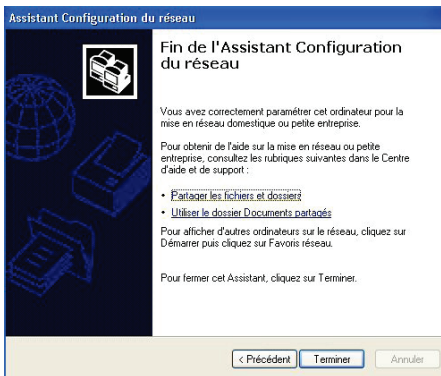 Assistant Configuration du réseau
Fin de l'Assistant Configuration
du réseau
Vous avez correctement paramétrer cet ordinateur pour la
mise en réseau domestique ou petite entreprise.
Pour obtenir de l'aide sur la mise en réseau ou petite
entreprise, consultez les rubriques suivantes dans le Centre
d'aide et de support :
• Partager les fichiers et dossiers
• Utiliser le dossier Documents partagés
Pour afficher d'autres ordinateurs sur le réseau, cliquez sur
Démarrer puis cliquez sur Favoris réseau.
Pour fermer cet Assistant, cliquez sur Terminer.
< Précédent
Terminer
Annuler